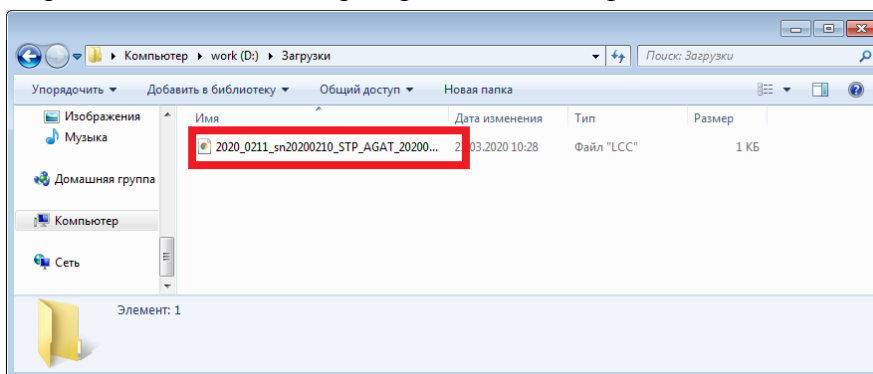 Компьютер ▸ work (D:) ▸ Загрузки
Поиск: Загрузки
Упорядочить Добавить в библиотеку Общий доступ Новая папка
Изображения
Музыка
Домашняя группа
Компьютер
Сеть
Имя Дата изменения Тип Размер
2020_0211_sn20200210_STP_AGAT_20200... .03.2020 10:28 Файл "LCC" 1 КБ
Элемент: 1